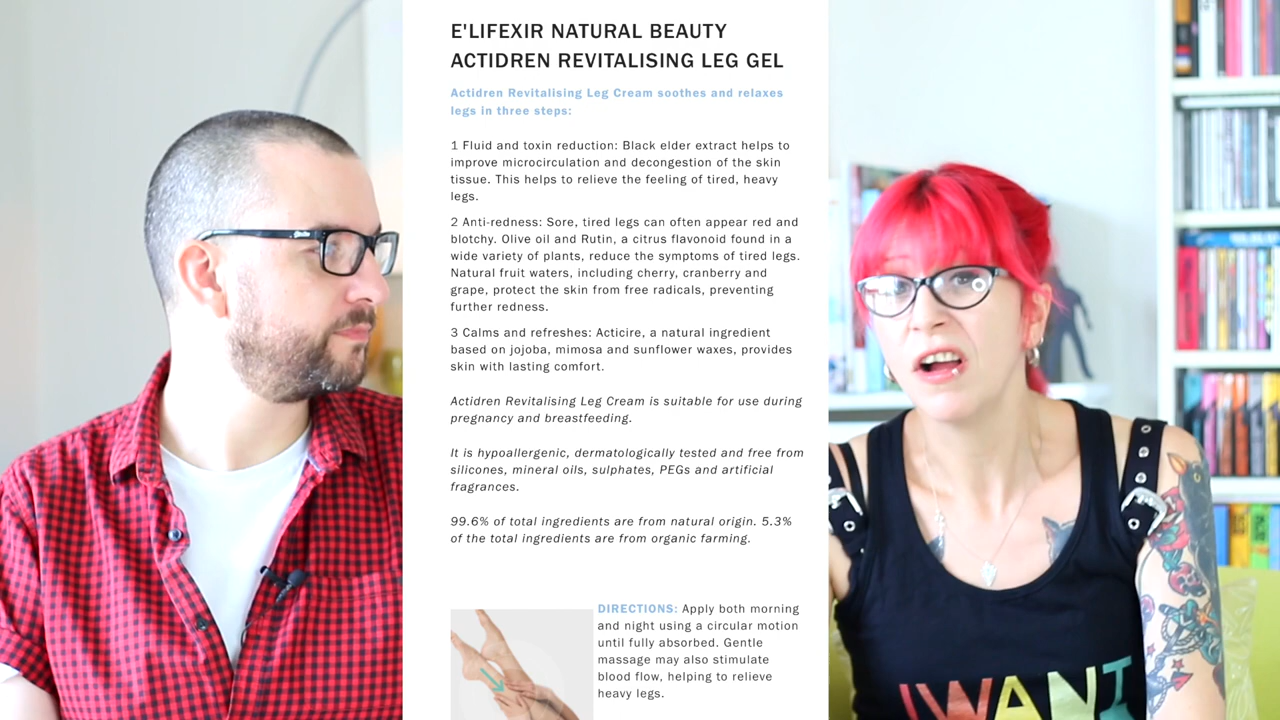 E'LIFEXIR NATURAL BEAUTY
ACTIDREN REVITALISING LEG GEL
Actidren Revitalising Leg Cream soothes and relaxes
legs in three steps:
1 Fluid and toxin reduction: Black elder extract helps to
improve microcirculation and decongestion of the skin
tissue. This helps to relieve the feeling of tired, heavy
legs.
2 Anti-redness: Sore, tired legs can often appear red and
blotchy. Olive oil and Rutin, a citrus flavonoid found in a
wide variety of plants, reduce the symptoms of tired legs.
Natural fruit waters, including cherry, cranberry and
grape, protect the skin from free radicals, preventing
further redness.
3 Calms and refreshes: Acticire, a natural ingredient
based on jojoba, mimosa and sunflower waxes, provides
skin with lasting comfort.
Actidren Revitalising Leg Cream is suitable for use during
pregnancy and breastfeeding.
It is hypoallergenic, dermatologically tested and free from
silicones, mineral oils, sulphates, PEGs and artificial
fragrances.
99.6% of total ingredients are from natural origin. 5.3%
of the total ingredients are from organic farming.
DIRECTIONS: Apply both morning
and night using a circular motion
until fully absorbed. Gentle
massage may also stimulate
blood flow, helping to relieve
heavy legs.
I WANT